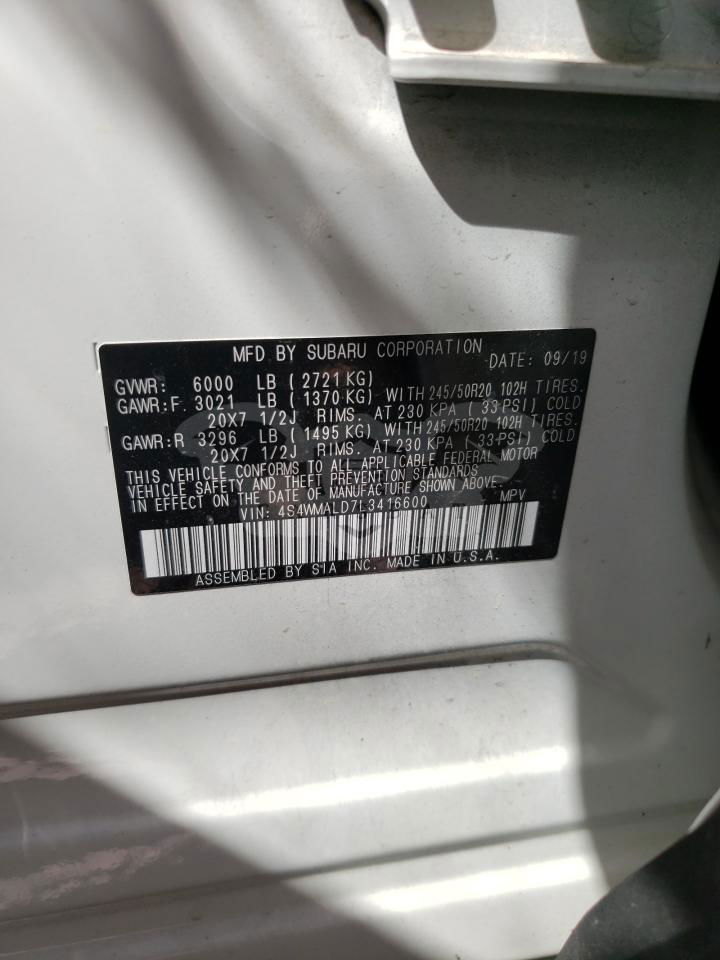 MFD BY SUBARU CORPORATION DATE: 09/19
GVWR: 6000 LB ( 2721 KG)
GAWR:F 3021 LB ( 1370 KG) WITH 245/50R20 102H TIRES.
20X7 1/2J RIMS. AT 230 KPA ( 33 PSI) COLD
GAWR:R 3296 LB ( 1495 KG) WITH 245/50R20 102H TIRES.
20X7 1/2J RIMS. AT 230 KPA ( 33 PSI) COLD
THIS VEHICLE CONFORMS TO ALL APPLICABLE FEDERAL MOTOR
VEHICLE SAFETY AND THEFT PREVENTION STANDARDS
IN EFFECT ON DATE OF MANUFACTURE SHOWN ABOVE.
VIN: 4S4WMALD7L3416600 MPV
ASSEMBLED BY SIA INC. MADE IN U.S.A.